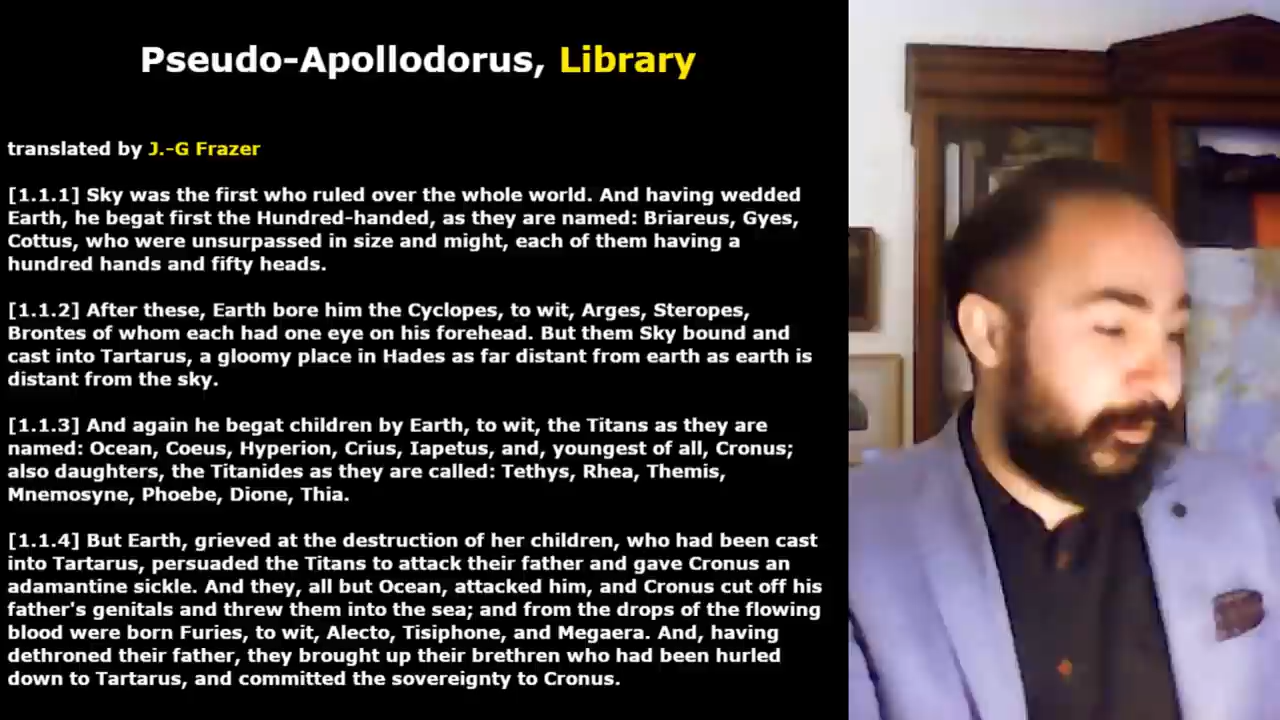 Pseudo-Apollodorus, Library
translated by J.-G Frazer
[1.1.1] Sky was the first who ruled over the whole world. And having wedded
Earth, he begat first the Hundred-handed, as they are named: Briareus, Gyes,
Cottus, who were unsurpassed in size and might, each of them having a
hundred hands and fifty heads.
[1.1.2] After these, Earth bore him the Cyclopes, to wit, Arges, Steropes,
Brontes of whom each had one eye on his forehead. But them Sky bound and
cast into Tartarus, a gloomy place in Hades as far distant from earth as earth is
distant from the sky.
[1.1.3] And again he begat children by Earth, to wit, the Titans as they are
named: Ocean, Coeus, Hyperion, Crius, Iapetus, and, youngest of all, Cronus;
also daughters, the Titanides as they are called: Tethys, Rhea, Themis,
Mnemosyne, Phoebe, Dione, Thia.
[1.1.4] But Earth, grieved at the destruction of her children, who had been cast
into Tartarus, persuaded the Titans to attack their father and gave Cronus an
adamantine sickle. And they, all but Ocean, attacked him, and Cronus cut off his
father's genitals and threw them into the sea; and from the drops of the flowing
blood were born Furies, to wit, Alecto, Tisiphone, and Megaera. And, having
dethroned their father, they brought up their brethren who had been hurled
down to Tartarus, and committed the sovereignty to Cronus.